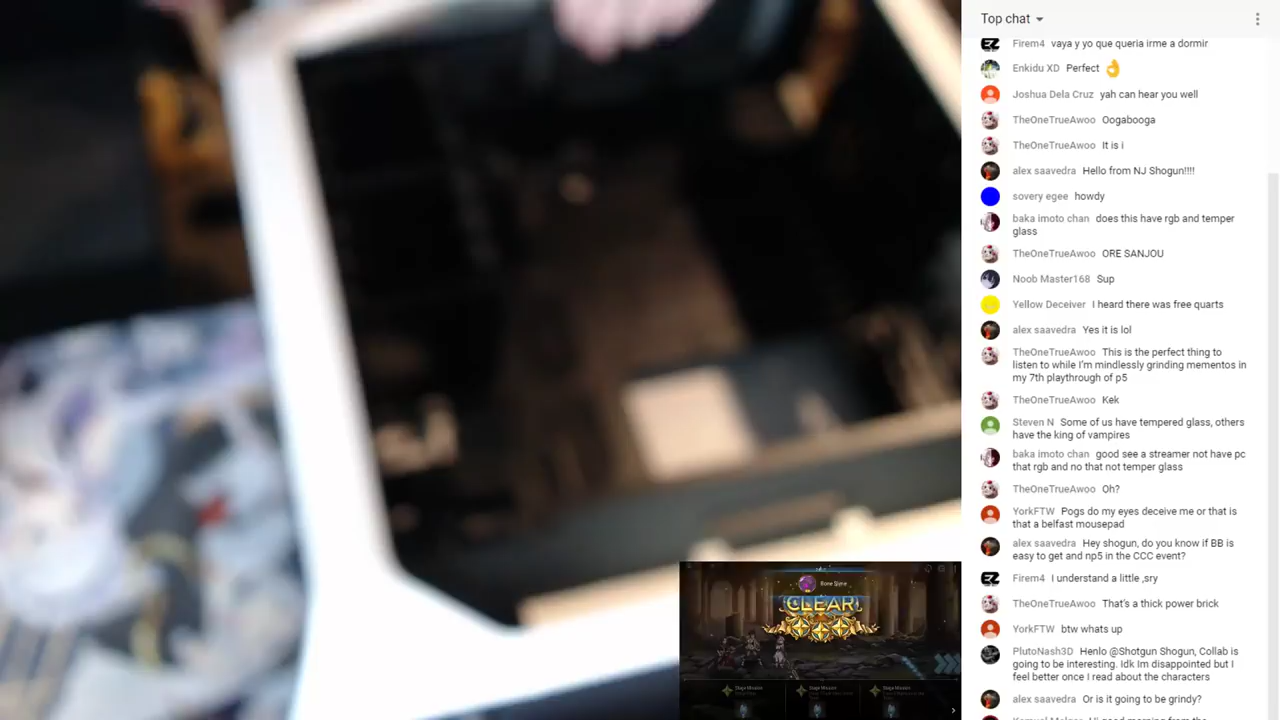 Top chat
Firem4 vaya y yo que queria irme a dormir
Enkidu XD Perfect 👌
Joshua Dela Cruz yah can hear you well
TheOneTrueAwoo Oogabooga
TheOneTrueAwoo It is i
alex saavedra Hello from NJ Shogun!!!!
sovery egee howdy
baka imoto chan does this have rgb and temper
glass
TheOneTrueAwoo ORE SANJOU
Noob Master168 Sup
Yellow Deceiver I heard there was free quarts
alex saavedra Yes it is lol
TheOneTrueAwoo This is the perfect thing to
listen to while I'm mindlessly grinding mementos in
my 7th playthrough of p5
TheOneTrueAwoo Kek
Steven N Some of us have tempered glass, others
have the king of vampires
baka imoto chan good see a streamer not have pc
that rgb and no that not temper glass
TheOneTrueAwoo Oh?
YorkFTW Pogs do my eyes deceive me or that is
that a belfast mousepad
alex saavedra Hey shogun, do you know if BB is
easy to get and np5 in the CCC event?
Firem4 I understand a little ,sry
TheOneTrueAwoo That's a thick power brick
YorkFTW btw whats up
PlutoNash3D Henlo @Shotgun Shogun, Collab is
going to be interesting. Idk Im disappointed but I
feel better once I read about the characters
alex saavedra Or is it going to be grindy?
CLEAR
Stage Mission Stage Mission Stage Mission